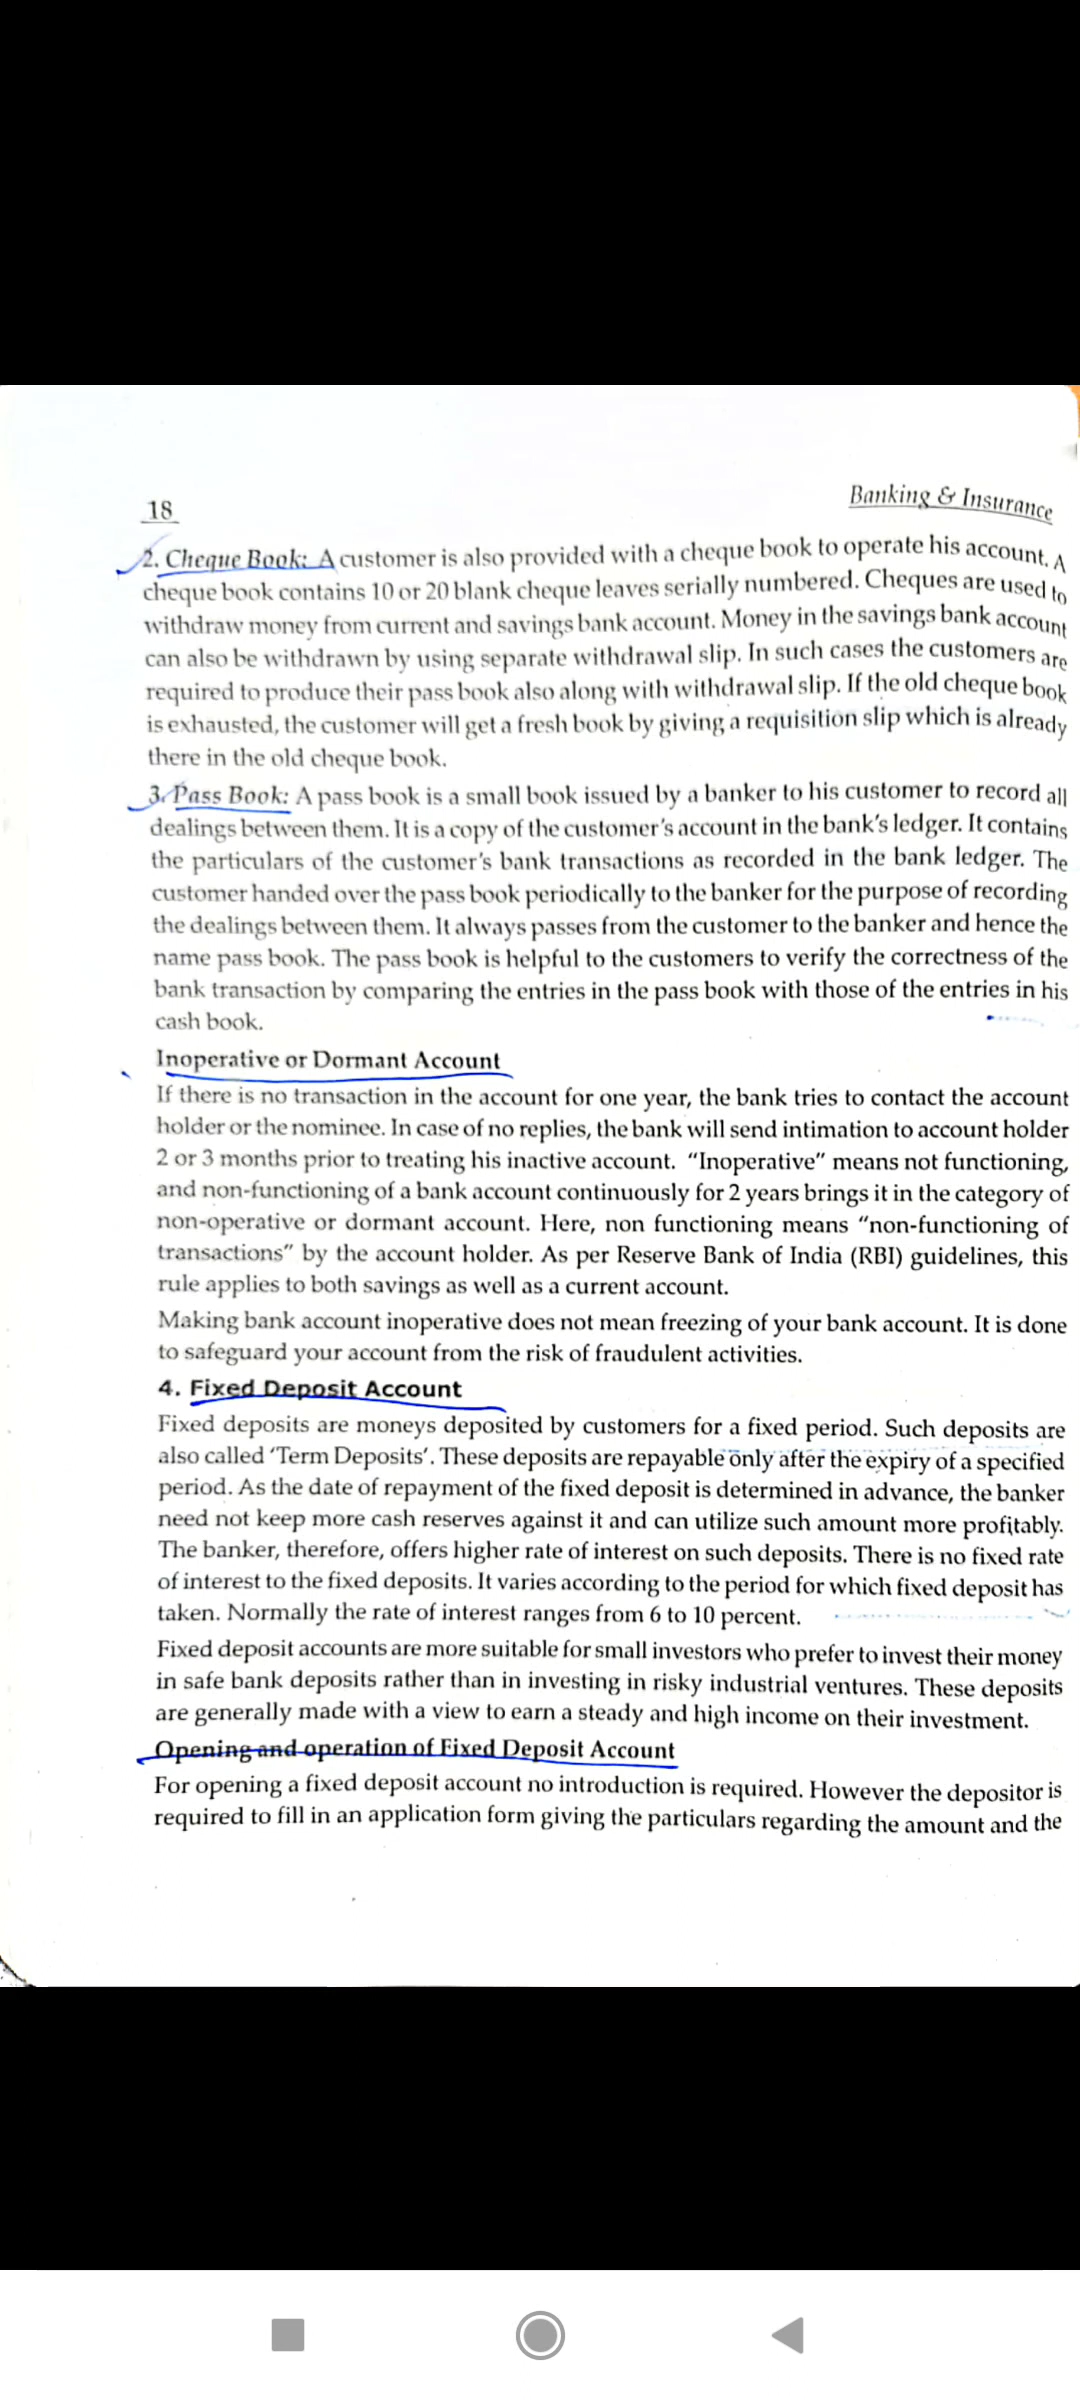 18
Banking & Insurance
2. Cheque Book: A customer is also provided with a cheque book to operate his account. A
cheque book contains 10 or 20 blank cheque leaves serially numbered. Cheques are used to
withdraw money from current and savings bank account. Money in the savings bank account
can also be withdrawn by using separate withdrawal slip. In such cases the customers are
required to produce their pass book also along with withdrawal slip. If the old cheque book
is exhausted, the customer will get a fresh book by giving a requisition slip which is already
there in the old cheque book.
3. Pass Book: A pass book is a small book issued by a banker to his customer to record all
dealings between them. It is a copy of the customer's account in the bank's ledger. It contains
the particulars of the customer's bank transactions as recorded in the bank ledger. The
customer handed over the pass book periodically to the banker for the purpose of recording
the dealings between them. It always passes from the customer to the banker and hence the
name pass book. The pass book is helpful to the customers to verify the correctness of the
bank transaction by comparing the entries in the pass book with those of the entries in his
cash book.
Inoperative or Dormant Account
If there is no transaction in the account for one year, the bank tries to contact the account
holder or the nominee. In case of no replies, the bank will send intimation to account holder
2 or 3 months prior to treating his inactive account. "Inoperative" means not functioning,
and non-functioning of a bank account continuously for 2 years brings it in the category of
non-operative or dormant account. Here, non functioning means "non-functioning of
transactions" by the account holder. As per Reserve Bank of India (RBI) guidelines, this
rule applies to both savings as well as a current account.
Making bank account inoperative does not mean freezing of your bank account. It is done
to safeguard your account from the risk of fraudulent activities.
4. Fixed Deposit Account
Fixed deposits are moneys deposited by customers for a fixed period. Such deposits are
also called 'Term Deposits'. These deposits are repayable only after the expiry of a specified
period. As the date of repayment of the fixed deposit is determined in advance, the banker
need not keep more cash reserves against it and can utilize such amount more profitably.
The banker, therefore, offers higher rate of interest on such deposits. There is no fixed rate
of interest to the fixed deposits. It varies according to the period for which fixed deposit has
taken. Normally the rate of interest ranges from 6 to 10 percent.
Fixed deposit accounts are more suitable for small investors who prefer to invest their money
in safe bank deposits rather than in investing in risky industrial ventures. These deposits
are generally made with a view to earn a steady and high income on their investment.
Opening and operation of Fixed Deposit Account
For opening a fixed deposit account no introduction is required. However the depositor is
required to fill in an application form giving the particulars regarding the amount and the